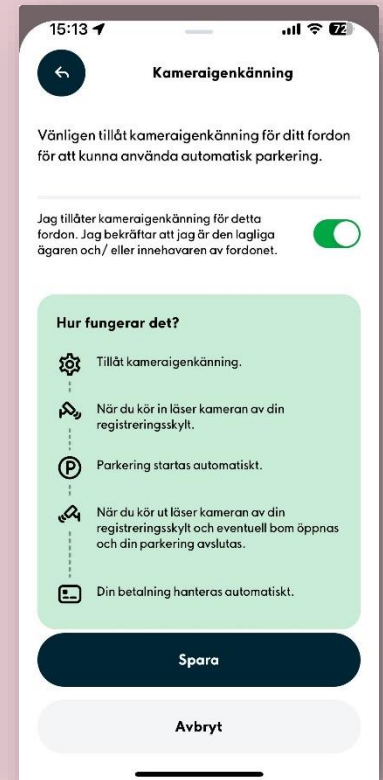 15:13
72
Kameraigenkänning
Vänligen tillåt kameraigenkänning för ditt fordon
för att kunna använda automatisk parkering.
Jag tillåter kameraigenkänning för detta
fordon. Jag bekräftar att jag är den lagliga
ägaren och/ eller innehavaren av fordonet.
Hur fungerar det?
Tillåt kameraigenkänning.
När du kör in läser kameran av din
registreringsskylt.
P
Parkering startas automatiskt.
När du kör ut läser kameran av din
registreringsskylt och eventuell bom öppnas
och din parkering avslutas.
Din betalning hanteras automatiskt.
Spara
Avbryt